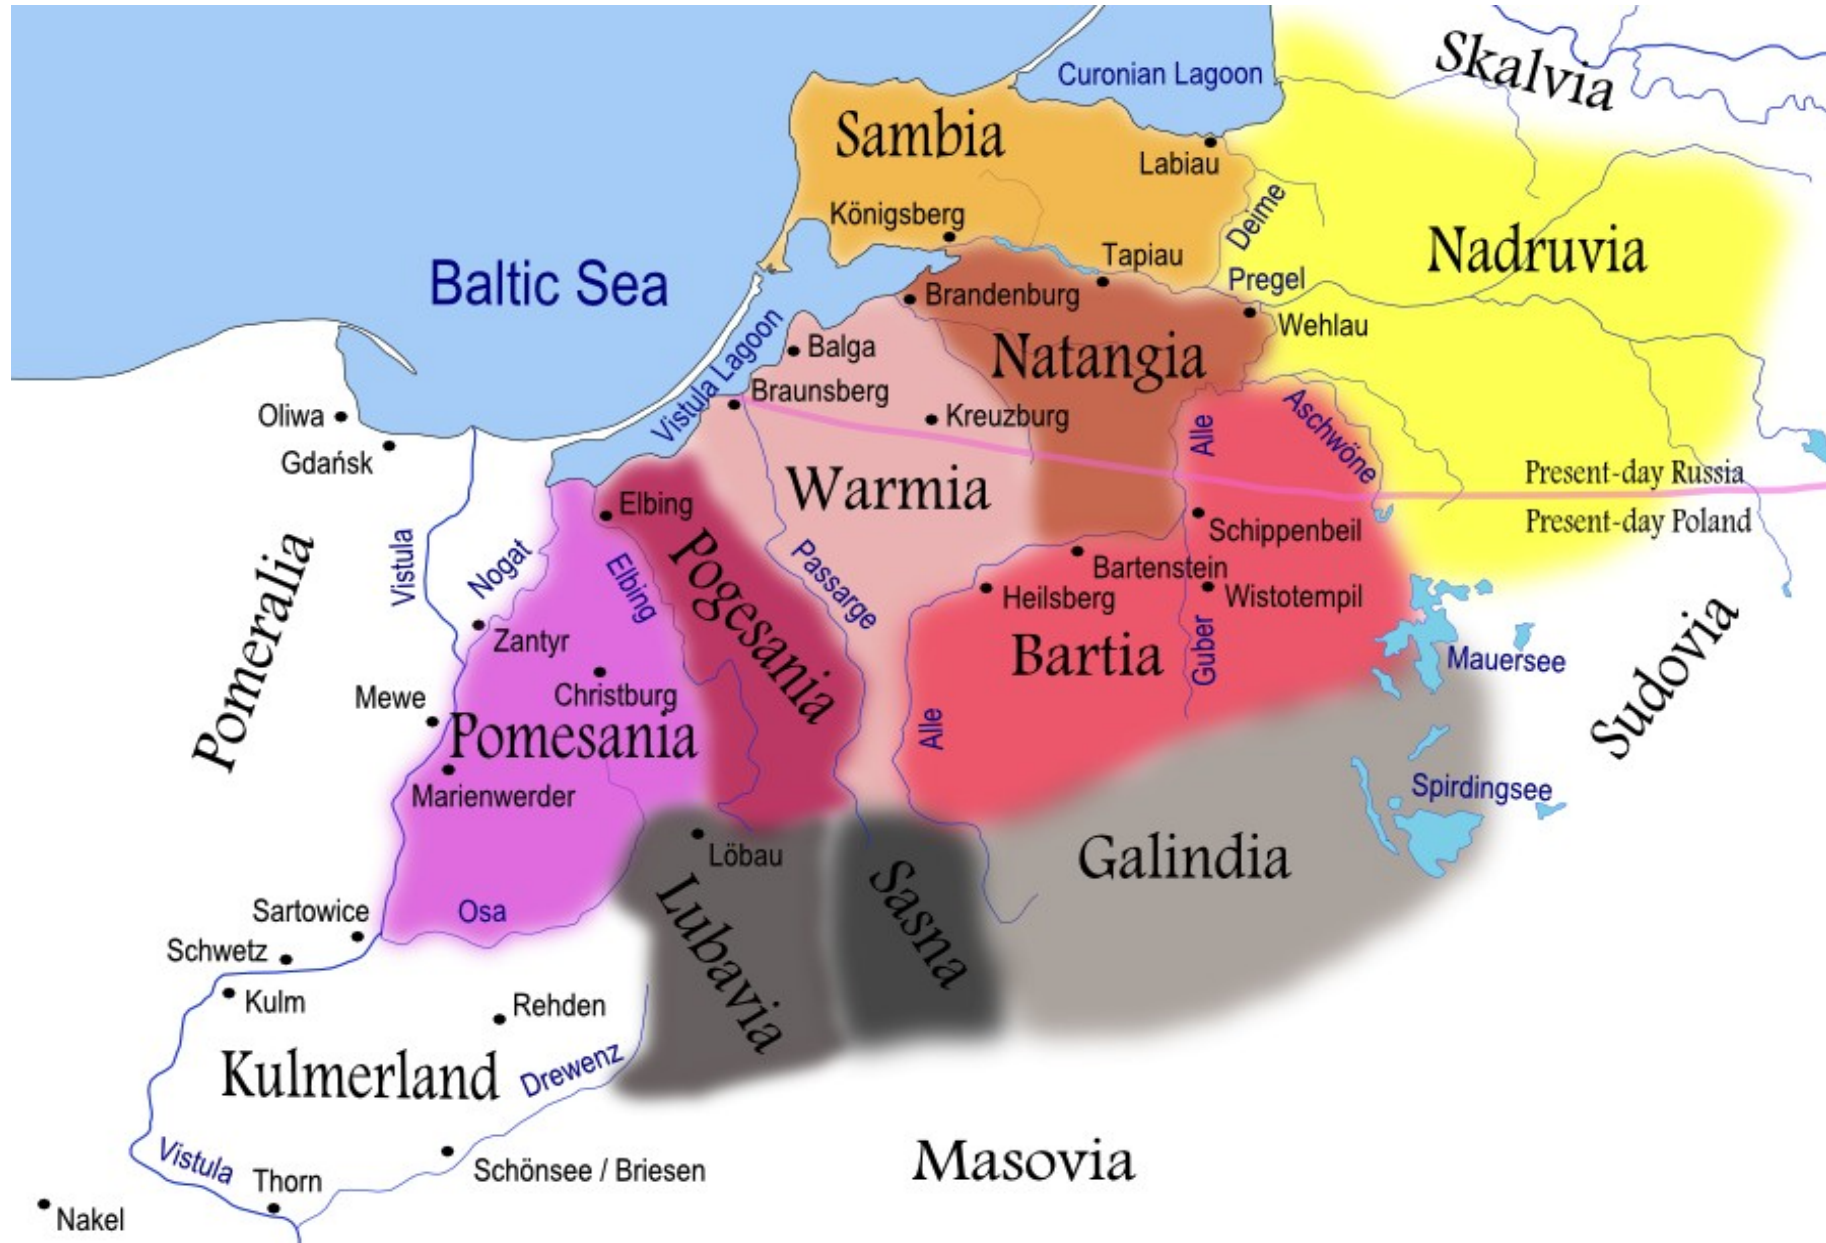 Skalvia
Curonian Lagoon
Sambia
Labiau
Königsberg
Deime
Nadruvia
Tapiau
Baltic Sea
Pregel
Brandenburg
Wehlau
Natangia
Vistula Lagoon
Balga
Braunsberg
Kreuzburg
Oliwa
Gdańsk
Alle
Aschwöne
Present-day Russia
Present-day Poland
Warmia
Elbing
Schippenbeil
Pomeralia
Vistula
Nogat
Elbing
Pogesania
Passarge
Bartenstein
Heilsberg
Wistotempil
Zantyr
Bartia
Guber
Mauersee
Sudovia
Mewe
Christburg
Pomesania
Alle
Marienwerder
Spirdingsee
Löbau
Galindia
Sartowice
Osa
Lubavia
Sasna
Schwetz
Kulm
Rehden
Kulmerland
Drewenz
Vistula
Thorn
Schönsee / Briesen
Masovia
Nakel